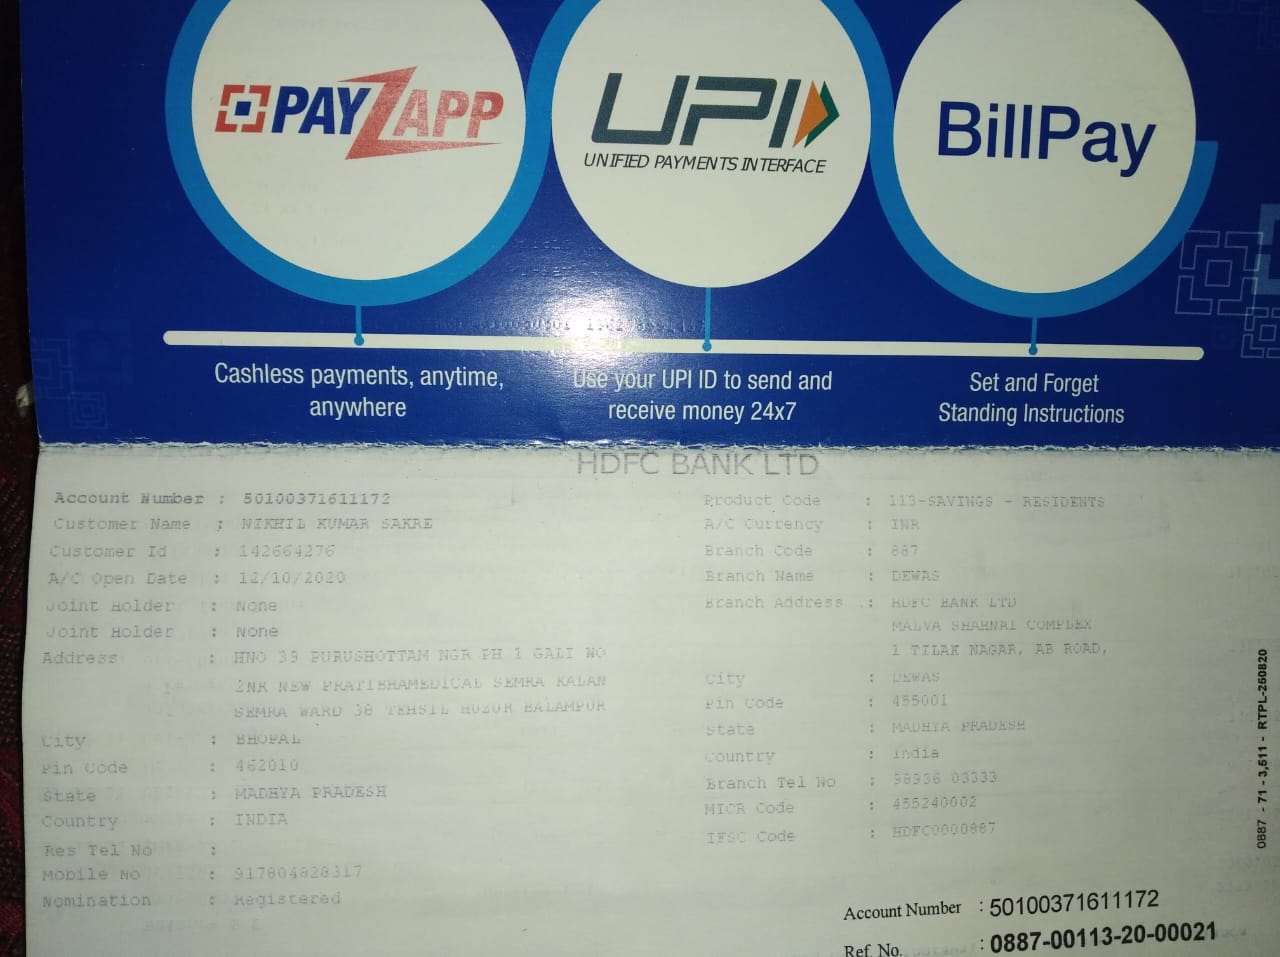 PAYZAPP
UPI
UNIFIED PAYMENTS INTERFACE
BillPay
Cashless payments, anytime,
anywhere
Use your UPI ID to send and
receive money 24x7
Set and Forget
Standing Instructions
HDFC BANK LTD
Account Number : 50100371611172
Customer Name : NIKHIL KUMAR SAKRE
Customer Id : 142664276
A/C Open Date : 12/10/2020
Joint Holder : None
Joint Holder : None
Address : HNO 39 PURUSHOTTAM NGR PH 1 GALI NO
2NR NEW PRATIBHAMEDICAL SEMRA KALAN
SEMRA WARD 38 TEHSIL HUZUR BALAMPUR
City : BHOPAL
Pin Code : 462010
State : MADHYA PRADESH
Country : INDIA
Res Tel No :
Mobile No : 917804828317
Nomination : Registered
Product Code : 113-SAVINGS - RESIDENTS
A/C Currency : INR
Branch Code : 887
Branch Name : DEWAS
Branch Address : HDFC BANK LTD
MALVA SHAHNAI COMPLEX
1 TILAK NAGAR, AB ROAD,
City : DEWAS
Pin Code : 455001
State : MADHYA PRADESH
Country : India
Branch Tel No : 98936 03333
MICR Code : 455240002
IFSC Code : HDFC0000887
Account Number : 50100371611172
Ref. No. : 0887-00113-20-00021
0887 - 71 - 3,511 - RTPL-250820